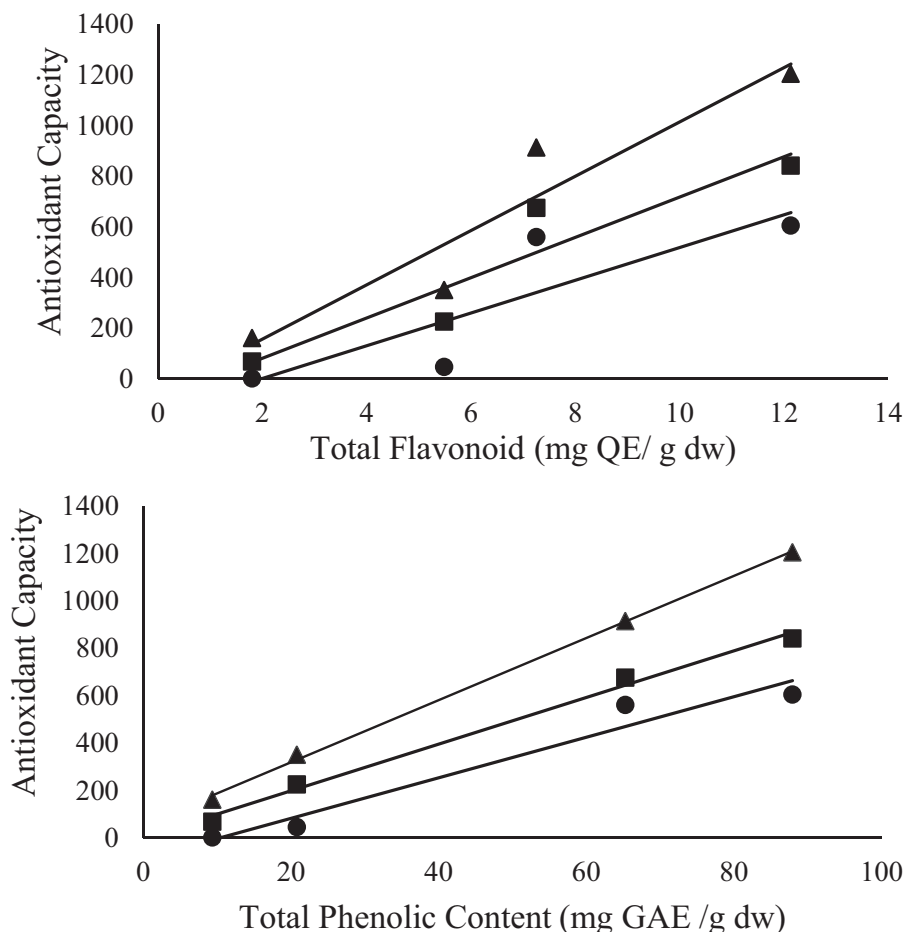 1400
1200
1000
800
600
400
200
0
Antioxidant Capacity
0 2 4 6 8 10 12 14
Total Flavonoid (mg QE/ g dw)
1400
1200
1000
800
600
400
200
0
Antioxidant Capacity
0 20 40 60 80 100
Total Phenolic Content (mg GAE /g dw)